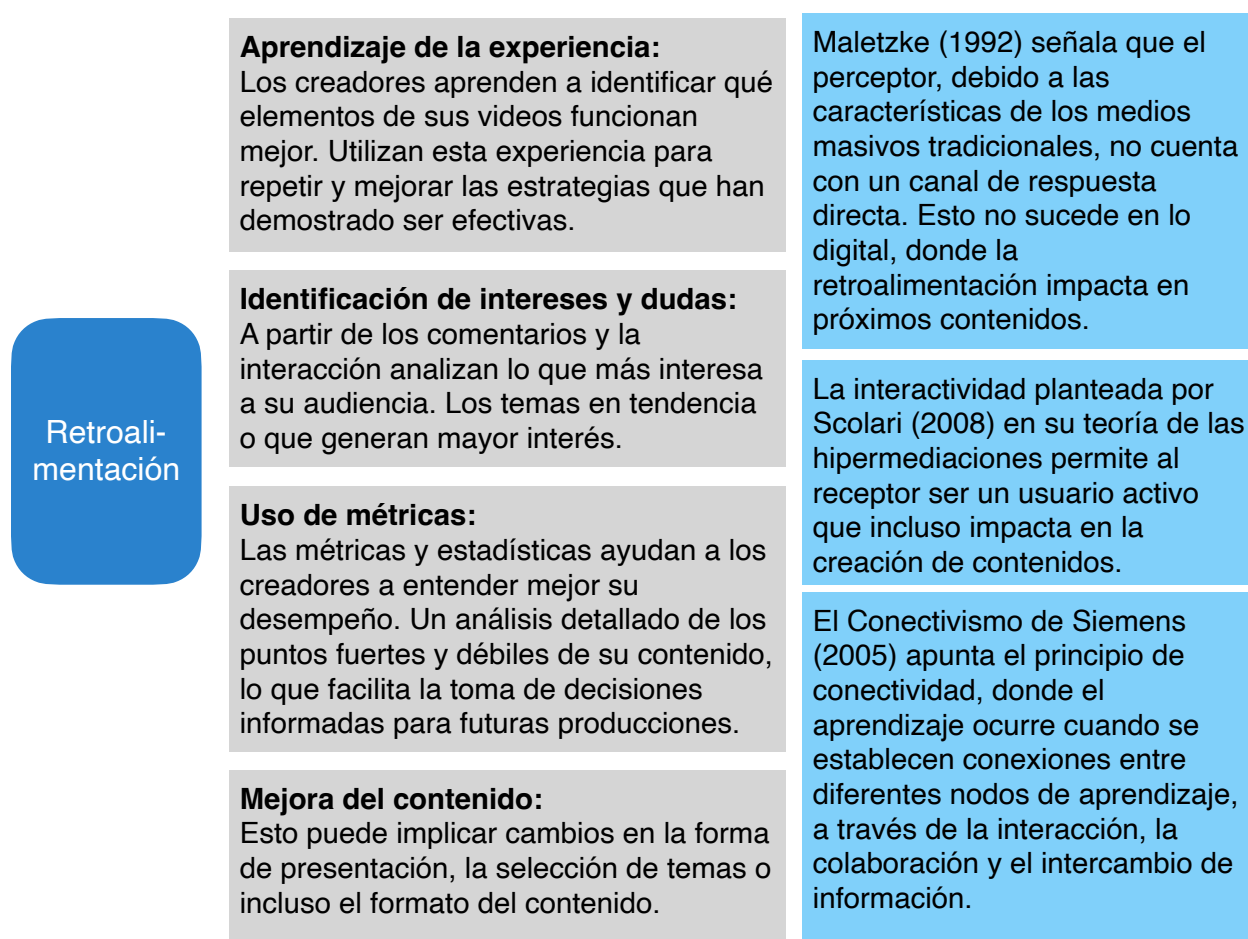 Retroali-
mentación
Aprendizaje de la experiencia:
Los creadores aprenden a identificar qué
elementos de sus videos funcionan
mejor. Utilizan esta experiencia para
repetir y mejorar las estrategias que han
demostrado ser efectivas.
Identificación de intereses y dudas:
A partir de los comentarios y la
interacción analizan lo que más interesa
a su audiencia. Los temas en tendencia
o que generan mayor interés.
Uso de métricas:
Las métricas y estadísticas ayudan a los
creadores a entender mejor su
desempeño. Un análisis detallado de los
puntos fuertes y débiles de su contenido,
lo que facilita la toma de decisiones
informadas para futuras producciones.
Mejora del contenido:
Esto puede implicar cambios en la forma
de presentación, la selección de temas o
incluso el formato del contenido.
Maletzke (1992) señala que el
perceptor, debido a las
características de los medios
masivos tradicionales, no cuenta
con un canal de respuesta
directa. Esto no sucede en lo
digital, donde la
retroalimentación impacta en
próximos contenidos.
La interactividad planteada por
Scolari (2008) en su teoría de las
hipermediaciones permite al
receptor ser un usuario activo
que incluso impacta en la
creación de contenidos.
El Conectivismo de Siemens
(2005) apunta el principio de
conectividad, donde el
aprendizaje ocurre cuando se
establecen conexiones entre
diferentes nodos de aprendizaje,
a través de la interacción, la
colaboración y el intercambio de
información.